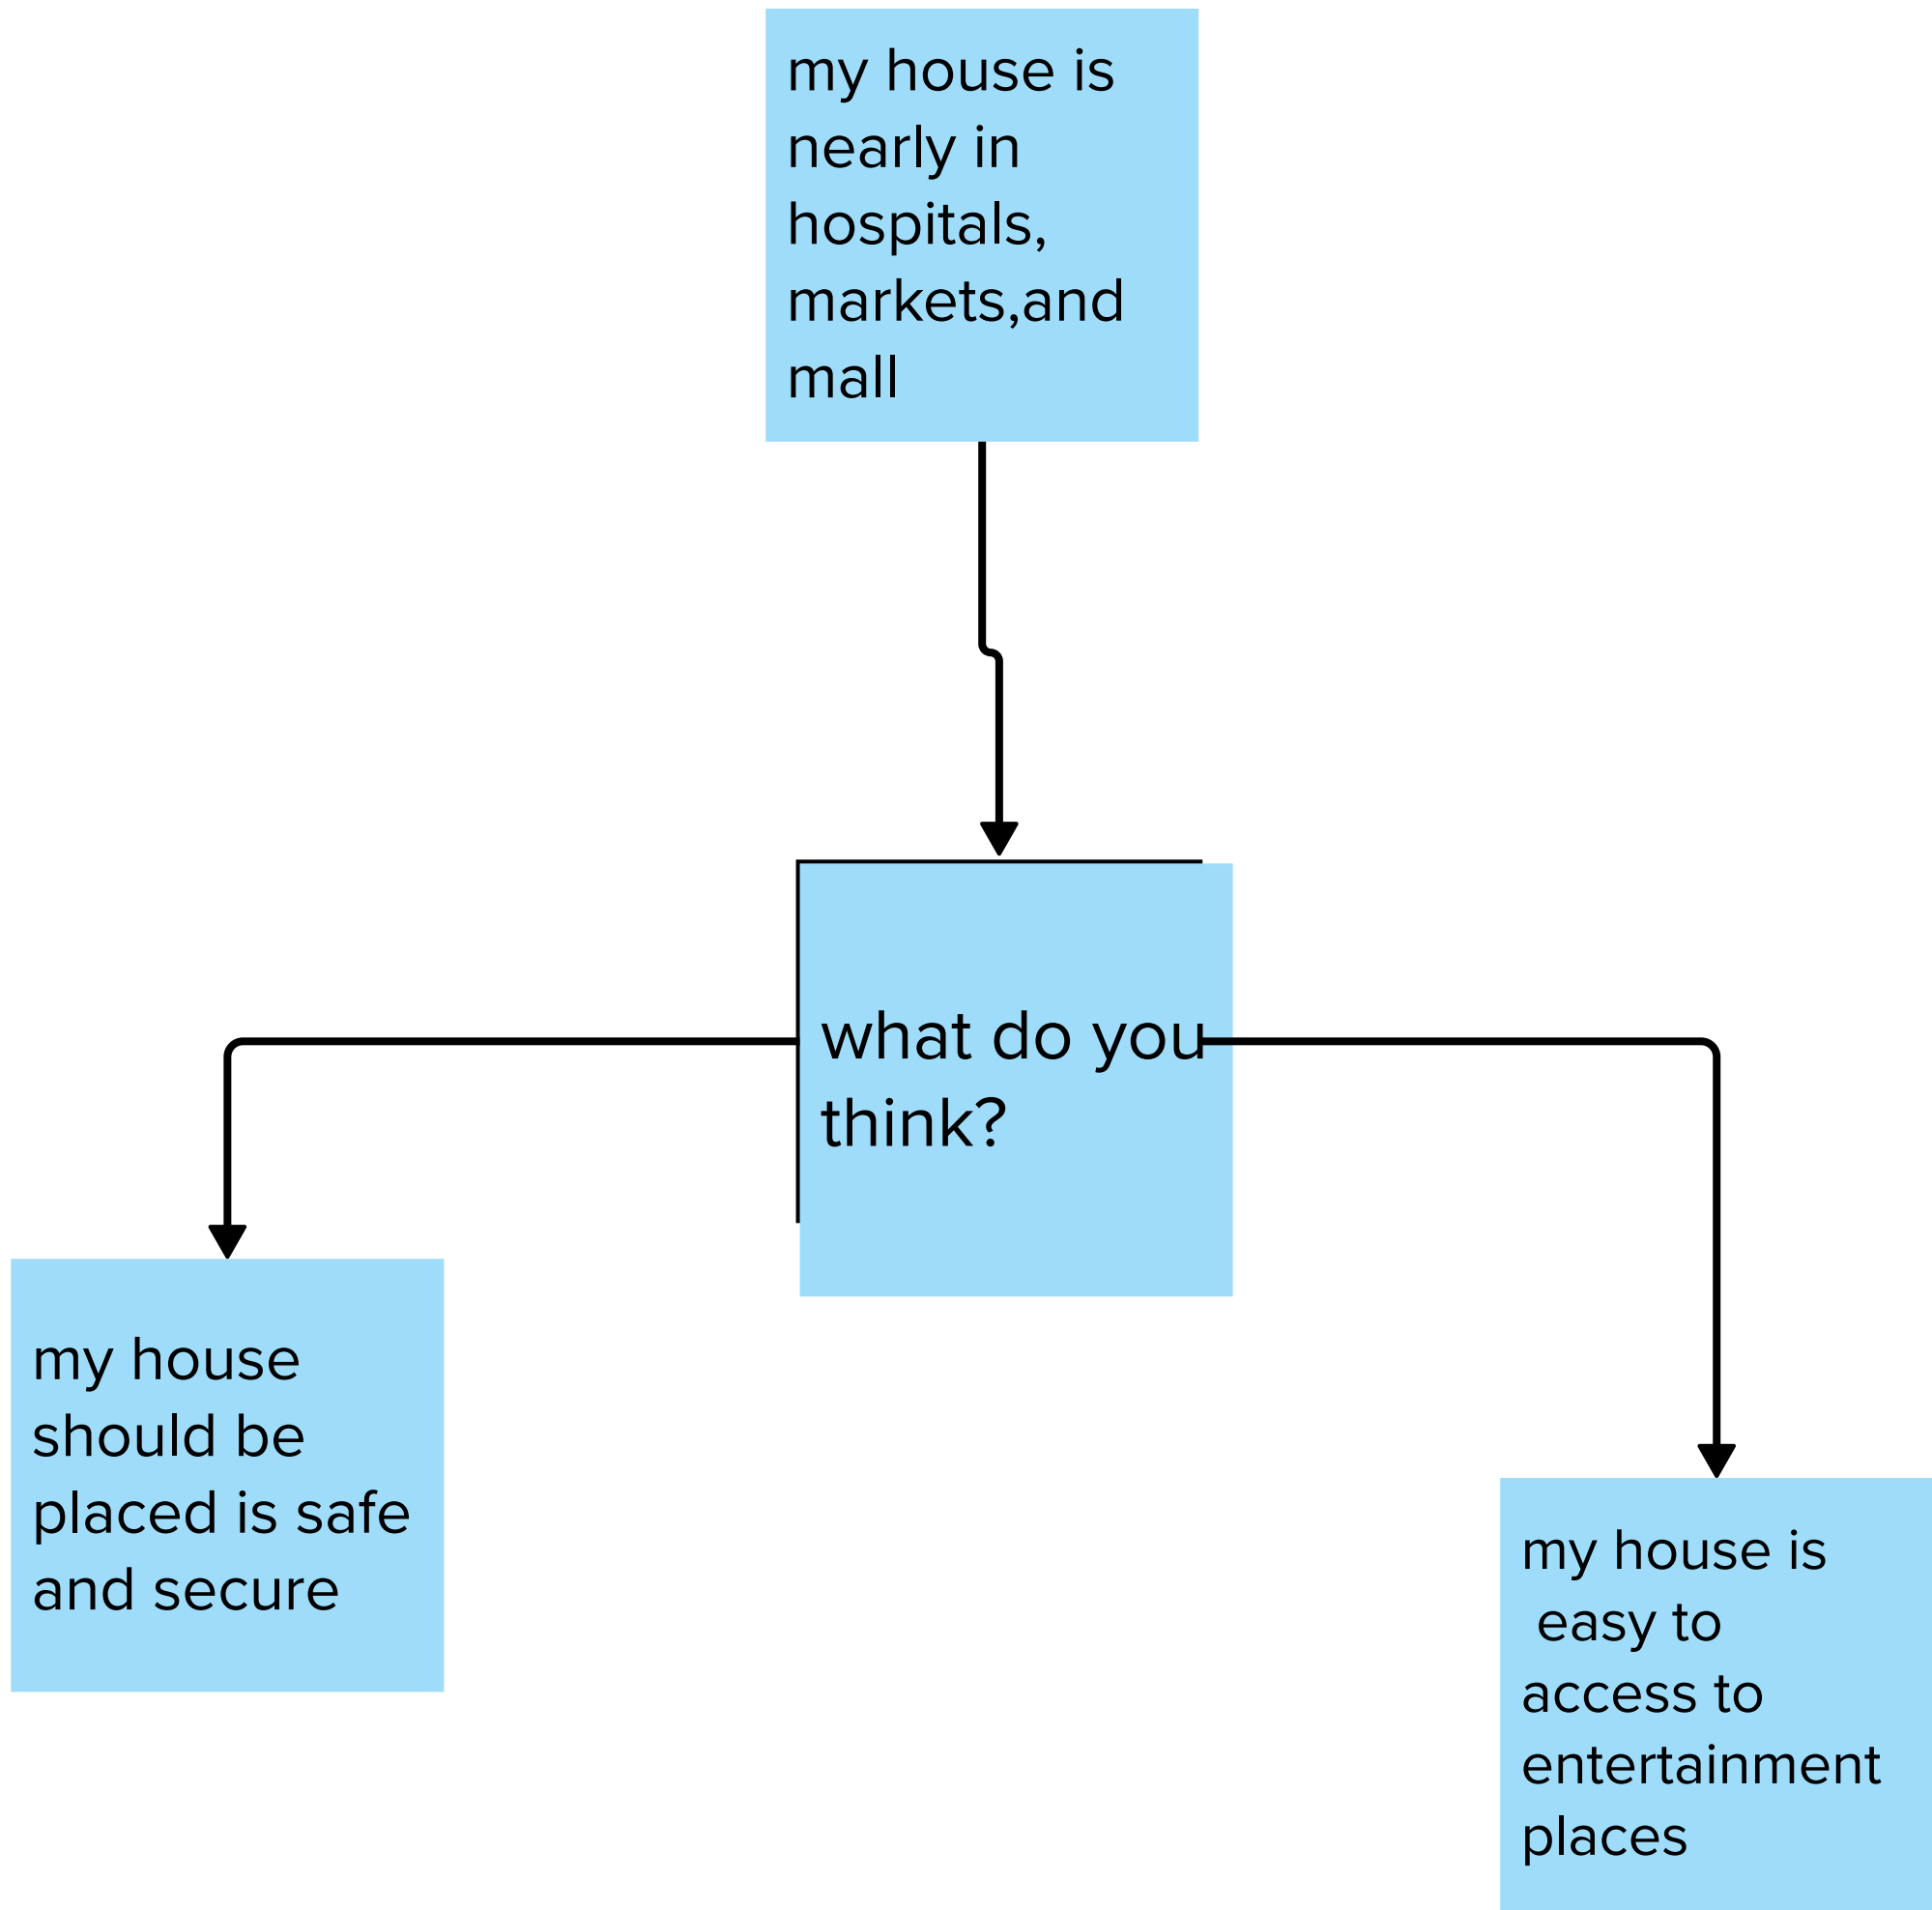 my house is
nearly in
hospitals,
markets,and
mall
what do you
think?
my house
should be
placed is safe
and secure
my house is
easy to
access to
entertainment
places